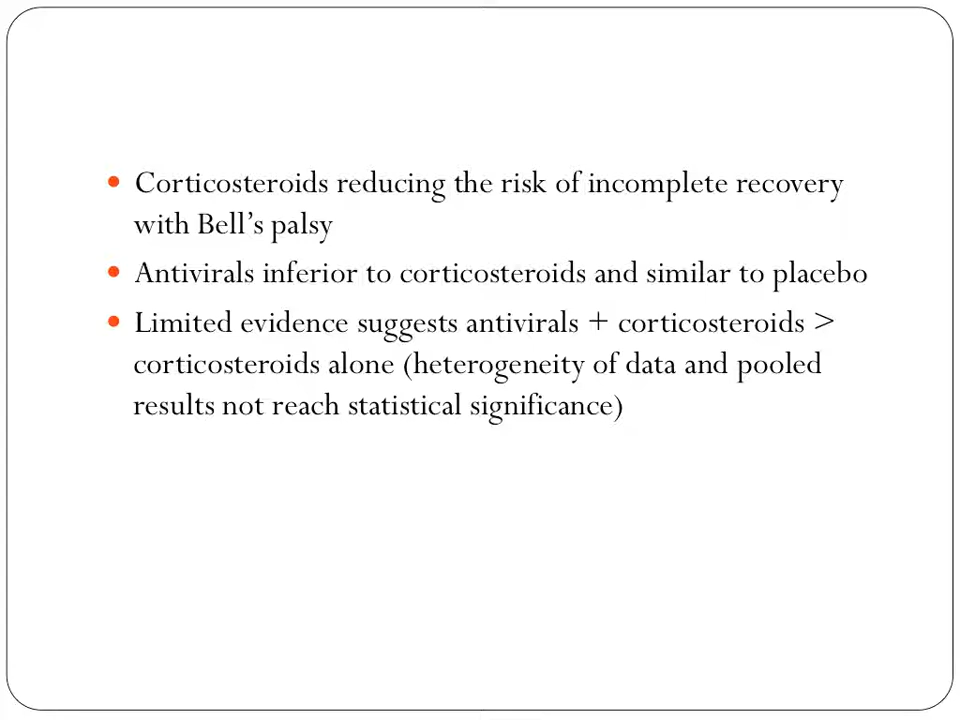 • Corticosteroids reducing the risk of incomplete recovery
with Bell’s palsy
• Antivirals inferior to corticosteroids and similar to placebo
• Limited evidence suggests antivirals + corticosteroids >
corticosteroids alone (heterogeneity of data and pooled
results not reach statistical significance)